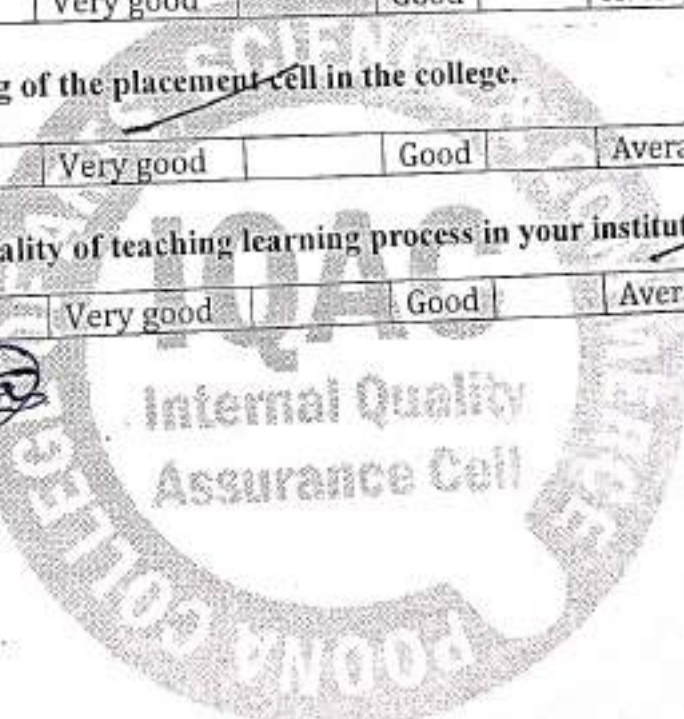 Very good Good
g of the placement cell in the college.
Very good Good Avera
ality of teaching learning process in your institut
Very good Good Aver
IQAC
Internal Quality
Assurance Cell
POONA COLLEGE